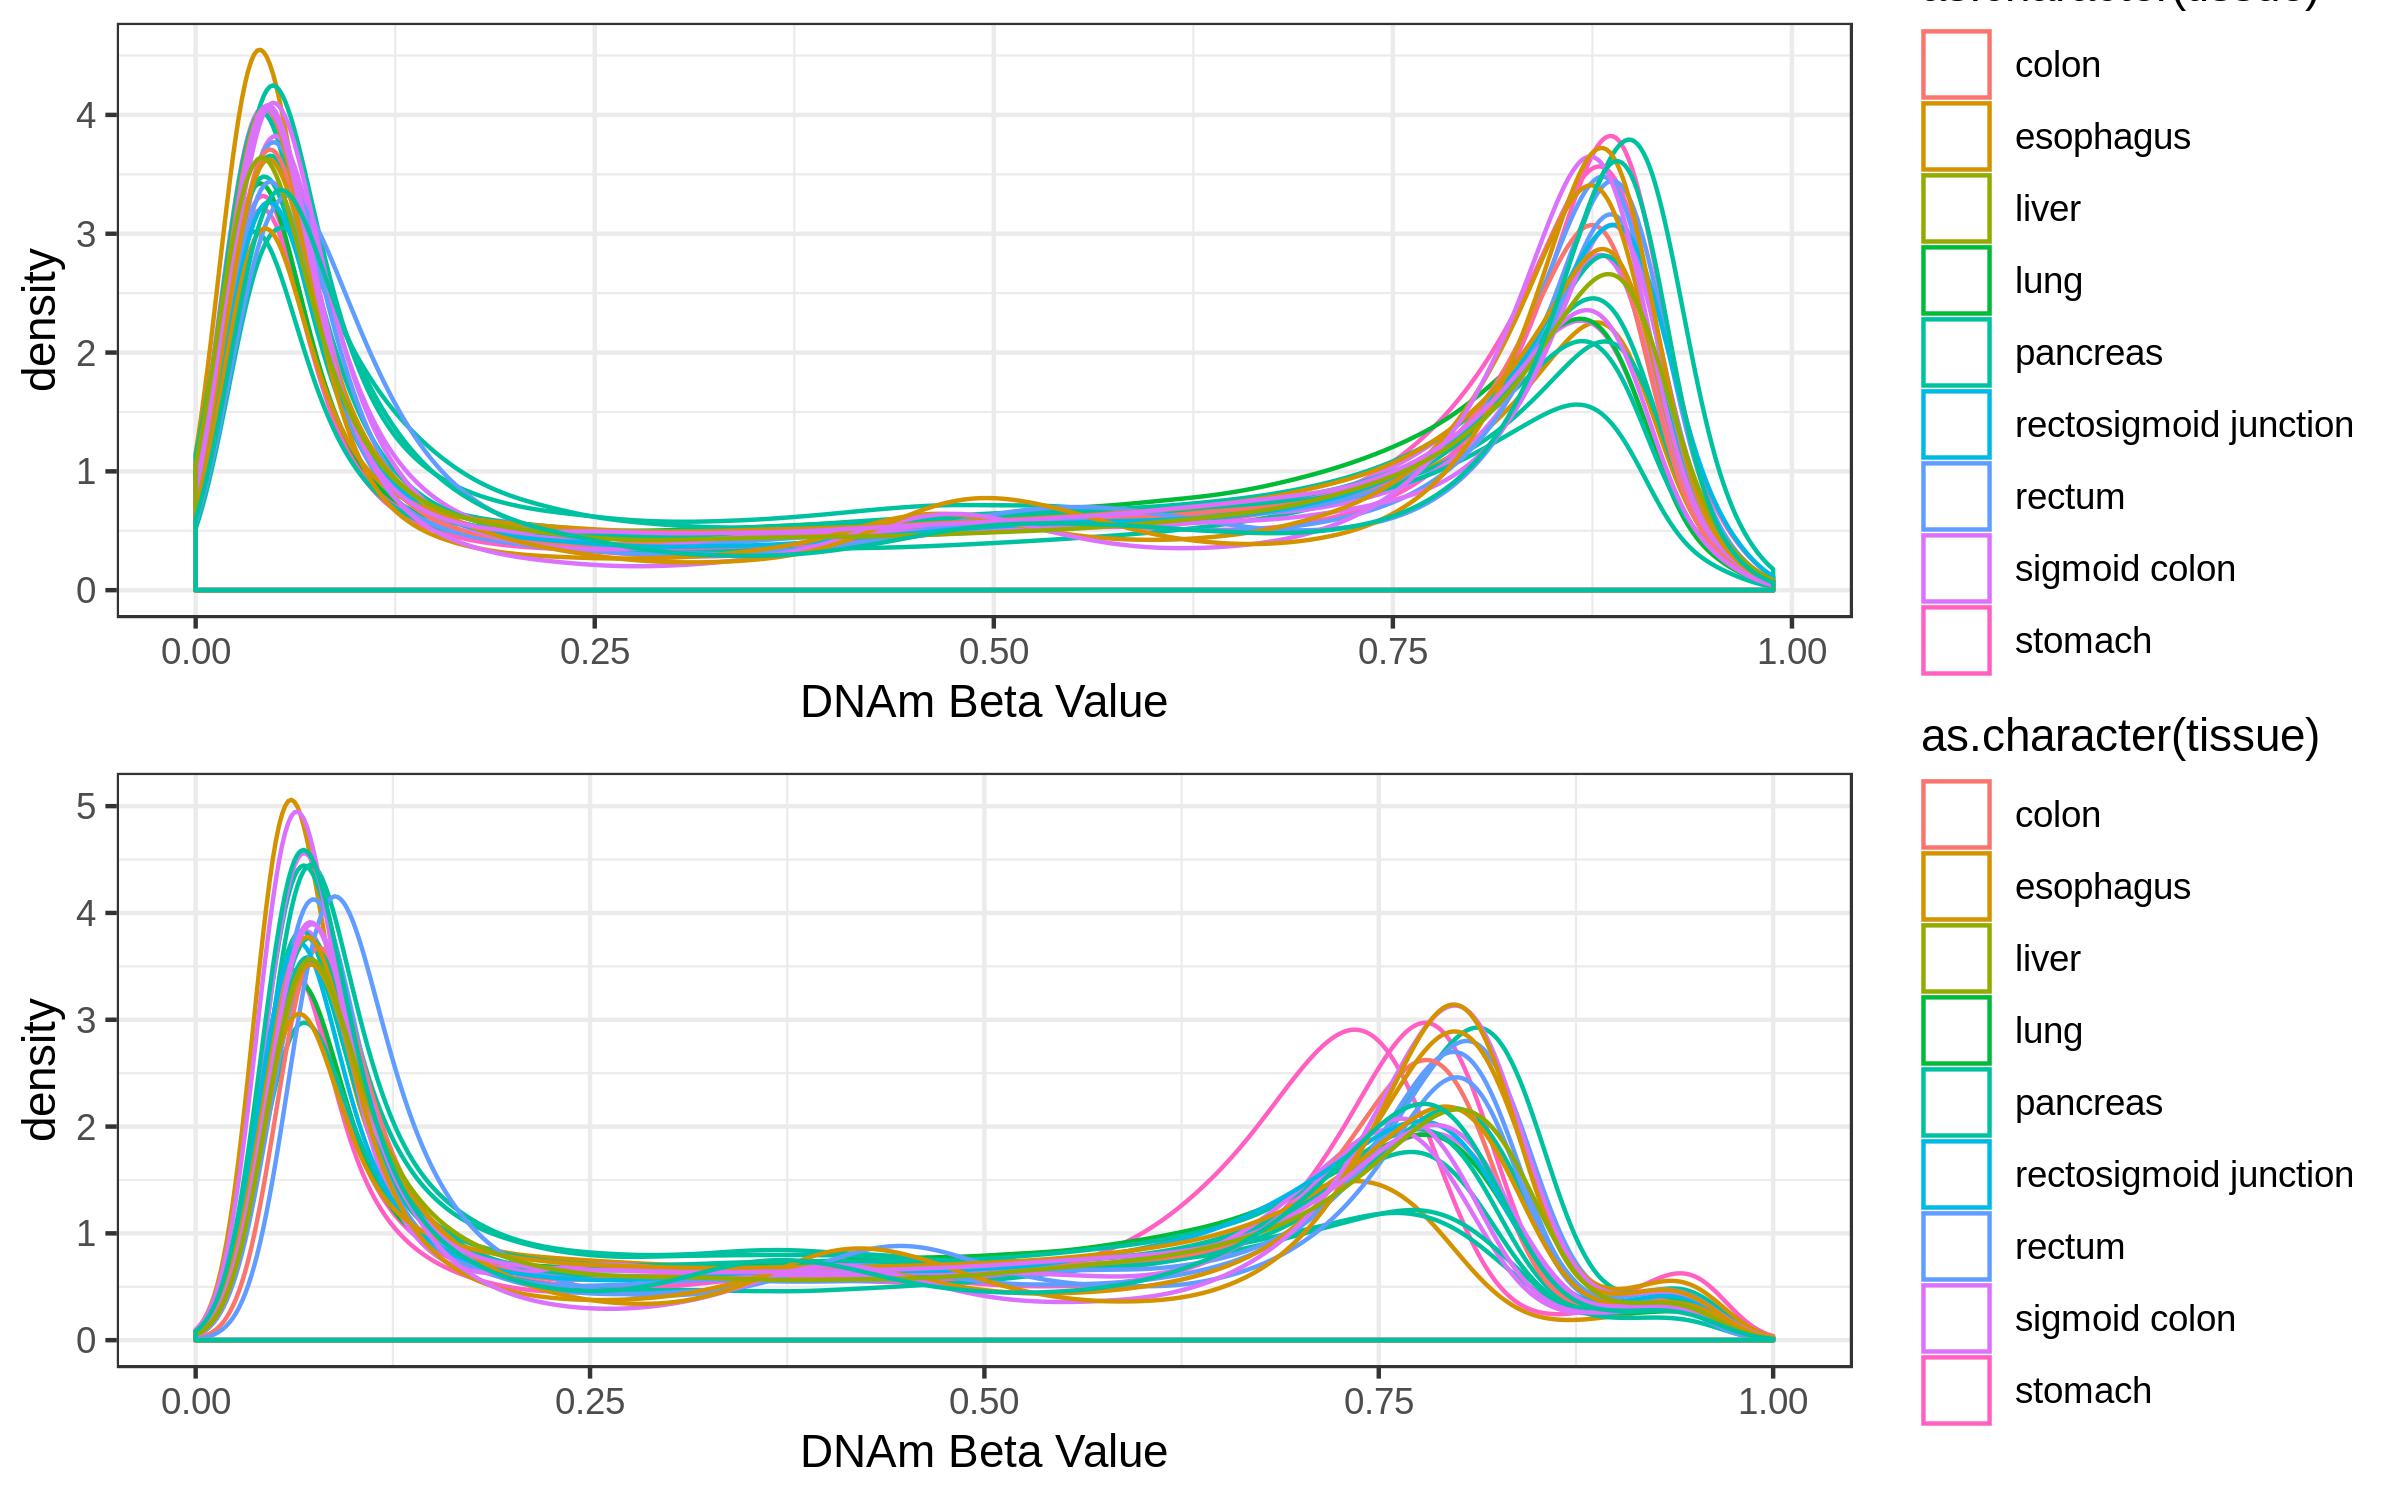 colon
esophagus
liver
lung
pancreas
rectosigmoid junction
rectum
sigmoid colon
stomach
density
4
3
2
1
0
0.00 0.25 0.50 0.75 1.00
DNAm Beta Value
as.character(tissue)
colon
esophagus
liver
lung
pancreas
rectosigmoid junction
rectum
sigmoid colon
stomach
density
5
4
3
2
1
0
0.00 0.25 0.50 0.75 1.00
DNAm Beta Value